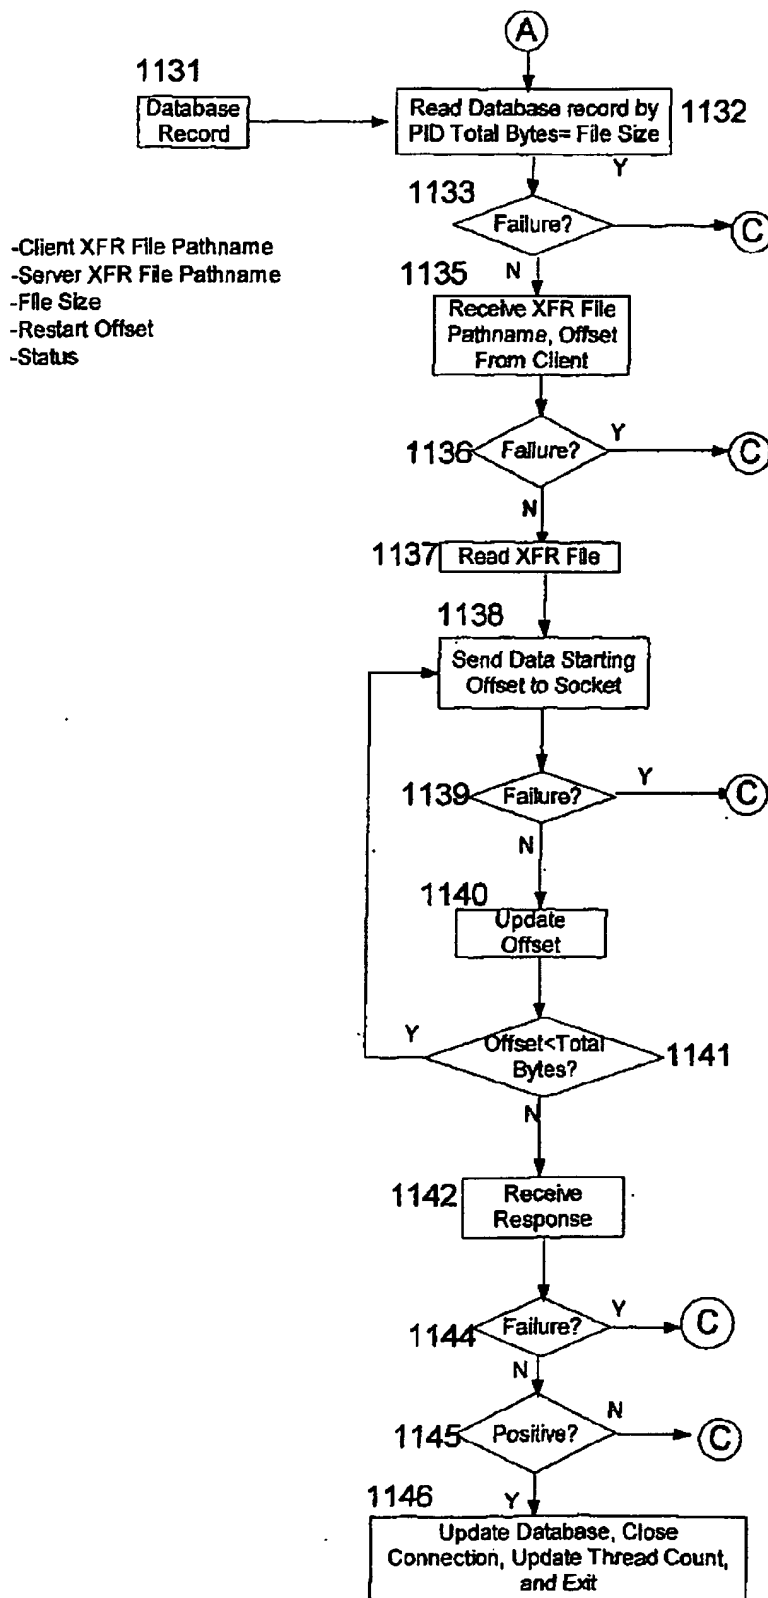 A
1131
Database
Record
Read Database record by
PID Total Bytes= File Size
1132
Y
1133
Failure?
C
-Client XFR File Pathname
-Server XFR File Pathname
-File Size
-Restart Offset
-Status
N
1135
Receive XFR File
Pathname, Offset
From Client
1136
Failure?
Y
C
N
1137
Read XFR File
1138
Send Data Starting
Offset to Socket
1139
Failure?
Y
C
N
1140
Update
Offset
Y
Offset<Total
Bytes?
1141
N
1142
Receive
Response
1144
Failure?
Y
C
N
1145
Positive?
N
C
1146
Y
Update Database, Close
Connection, Update Thread Count,
and Exit